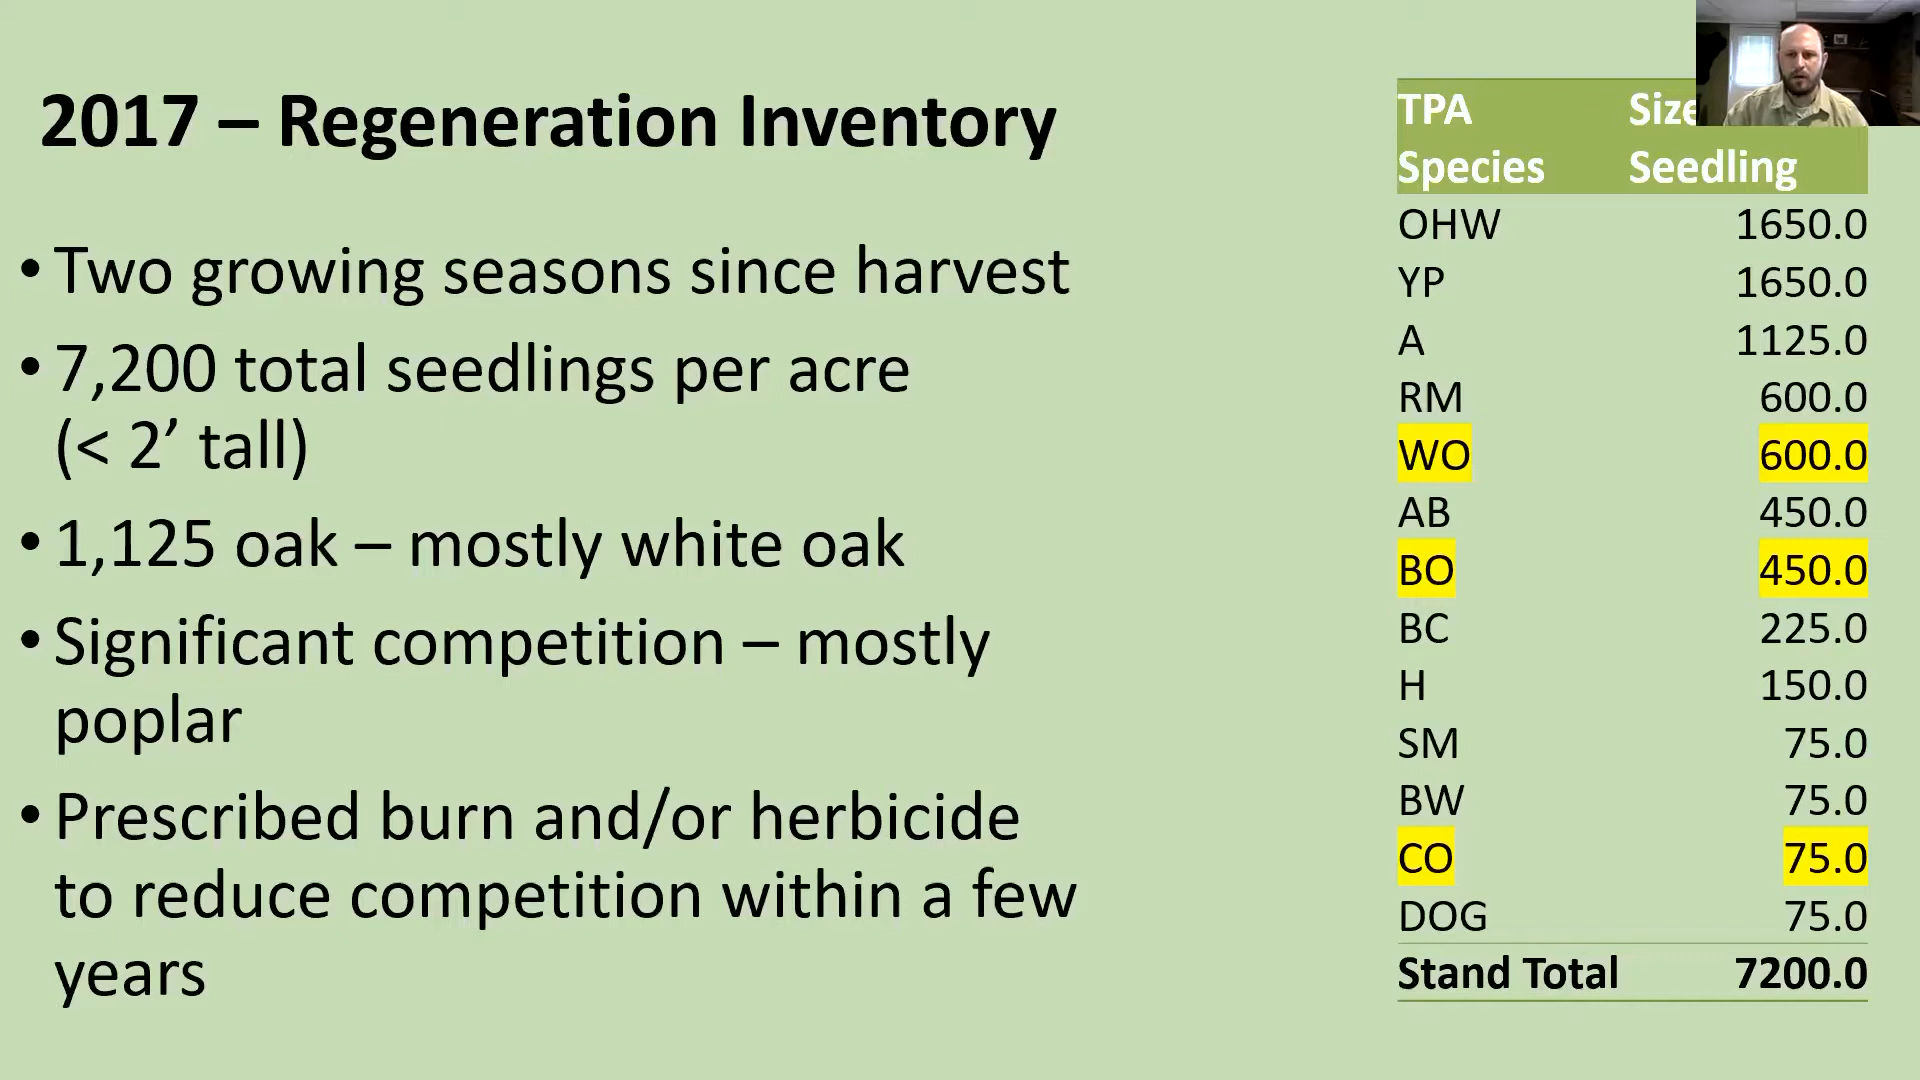 2017 – Regeneration Inventory
• Two growing seasons since harvest
• 7,200 total seedlings per acre
(< 2’ tall)
• 1,125 oak – mostly white oak
• Significant competition – mostly
poplar
• Prescribed burn and/or herbicide
to reduce competition within a few
years
TPA Size
Species Seedling
OHW 1650.0
YP 1650.0
A 1125.0
RM 600.0
WO 600.0
AB 450.0
BO 450.0
BC 225.0
H 150.0
SM 75.0
BW 75.0
CO 75.0
DOG 75.0
Stand Total 7200.0